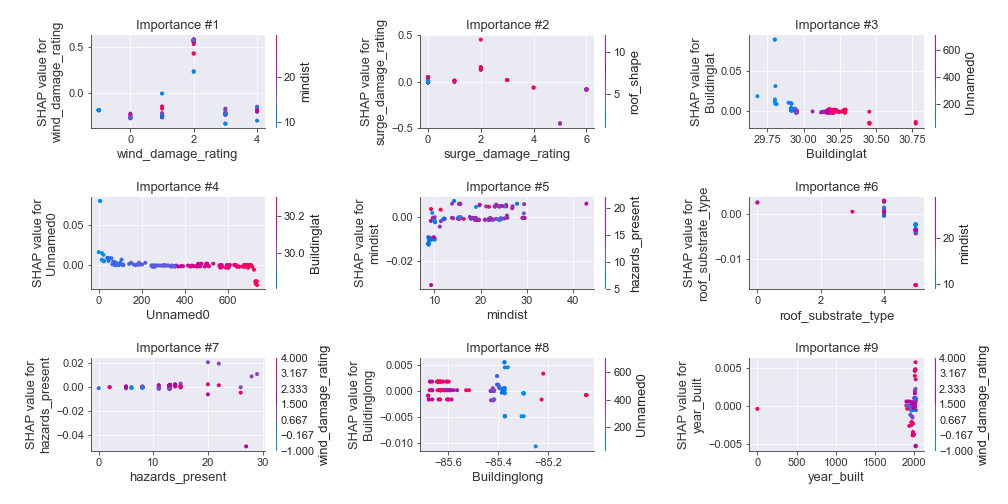 Importance #1
SHAP value for
wind_damage_rating
0.5
0.0
0
2
4
wind_damage_rating
20
10
mindist
Importance #2
SHAP value for
surge_damage_rating
0.5
0.0
−0.5
0
2
4
6
surge_damage_rating
10
5
roof_shape
Importance #3
SHAP value for
Buildinglat
0.05
0.00
29.75
30.00
30.25
30.50
30.75
Buildinglat
600
400
200
Unnamed0
Importance #4
SHAP value for
Unnamed0
0.05
0.00
0
200
400
600
Unnamed0
30.2
30.0
Buildinglat
Importance #5
SHAP value for
mindist
0.00
−0.02
10
20
30
40
mindist
20
15
10
5
hazards_present
Importance #6
SHAP value for
roof_substrate_type
0.00
−0.01
0
2
4
roof_substrate_type
20
10
mindist
Importance #7
SHAP value for
hazards_present
0.02
0.00
−0.02
−0.04
0
10
20
30
hazards_present
4.000
3.167
2.333
1.500
0.667
−0.167
−1.000
wind_damage_rating
Importance #8
SHAP value for
Buildinglong
0.005
0.000
−0.005
−0.010
−85.6
−85.4
−85.2
Buildinglong
600
400
200
Unnamed0
Importance #9
SHAP value for
year_built
0.005
0.000
−0.005
0
500
1000
1500
2000
year_built
4.000
3.167
2.333
1.500
0.667
−0.167
−1.000
wind_damage_rating